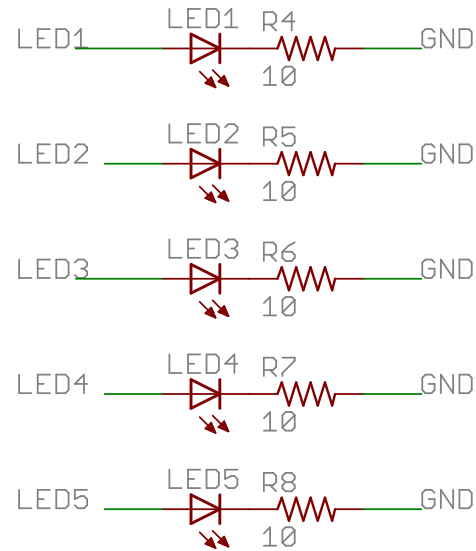 LED1 LED1 R4 GND
10
LED2 LED2 R5 GND
10
LED3 LED3 R6 GND
10
LED4 LED4 R7 GND
10
LED5 LED5 R8 GND
10